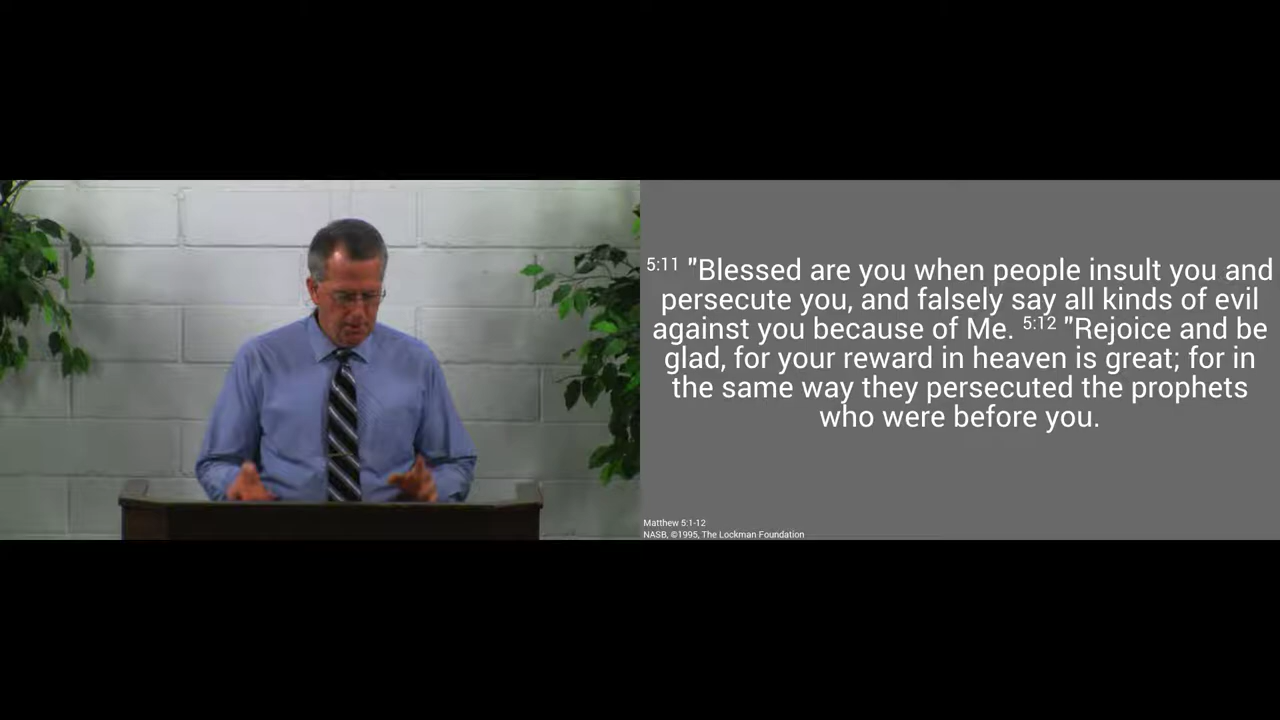 5:11 "Blessed are you when people insult you and
persecute you, and falsely say all kinds of evil
against you because of Me. 5:12 "Rejoice and be
glad, for your reward in heaven is great; for in
the same way they persecuted the prophets
who were before you.
Matthew 5:1-12
NASB, ©1995, The Lockman Foundation